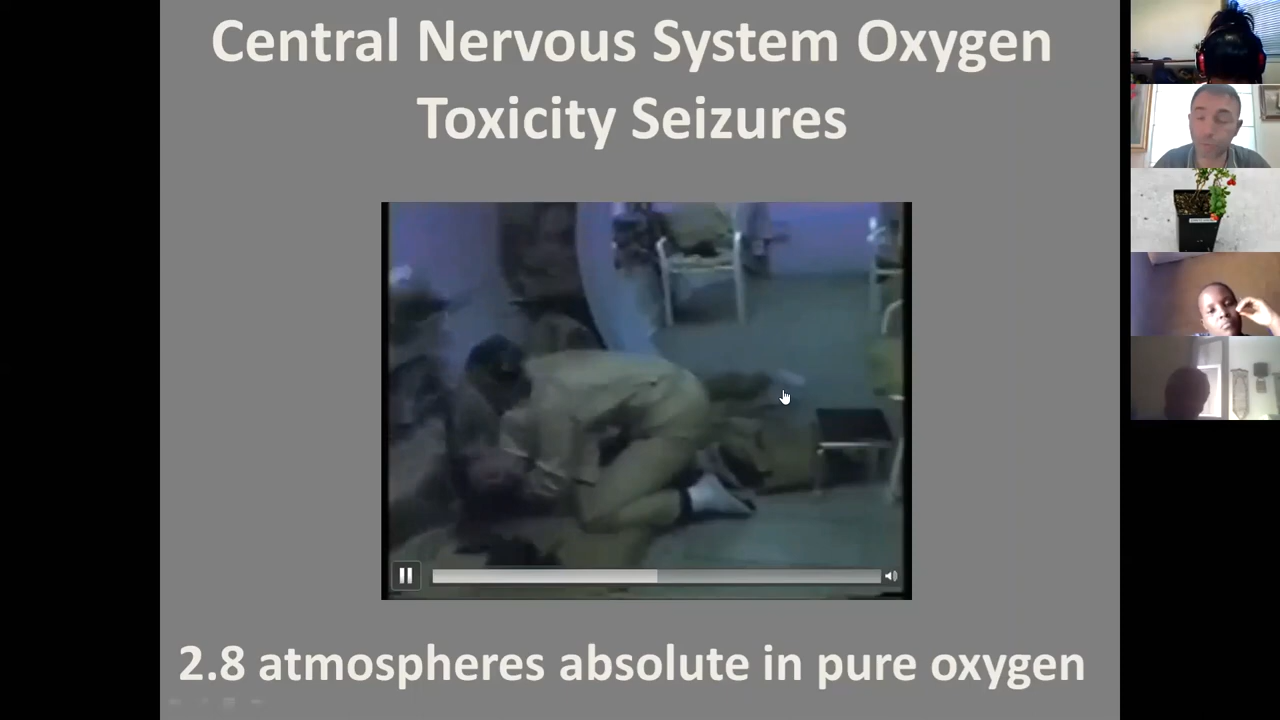 Central Nervous System Oxygen
Toxicity Seizures
2.8 atmospheres absolute in pure oxygen